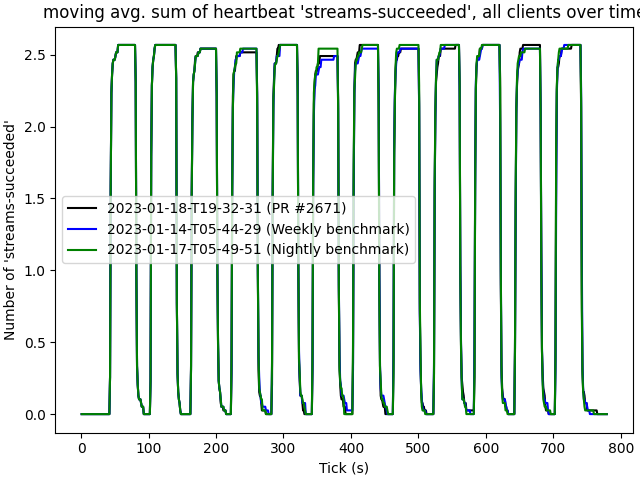 moving avg. sum of heartbeat 'streams-succeeded', all clients over time
Number of 'streams-succeeded'
2.5
2.0
1.5
1.0
0.5
0.0
2023-01-18-T19-32-31 (PR #2671)
2023-01-14-T05-44-29 (Weekly benchmark)
2023-01-17-T05-49-51 (Nightly benchmark)
0 100 200 300 400 500 600 700 800
Tick (s)